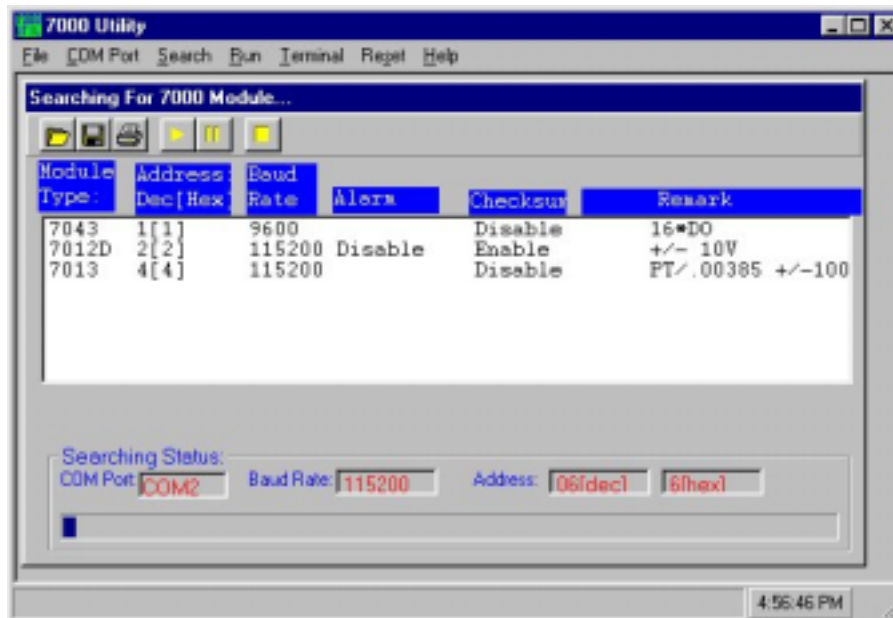 7000 Utility
File COM Port Search Run Terminal Reset Help
Searching For 7000 Module...
Module Type: Address: Dec[Hex] Baud Rate Alarm Checksum Remark
7043 1[1] 9600 Disable 16*DO
7012D 2[2] 115200 Disable Enable +/- 10V
7013 4[4] 115200 Disable PT/.00385 +/-100
Searching Status:
COM Port: COM2 Baud Rate: 115200 Address: 06[dec] 6[hex]
4:56:46 PM